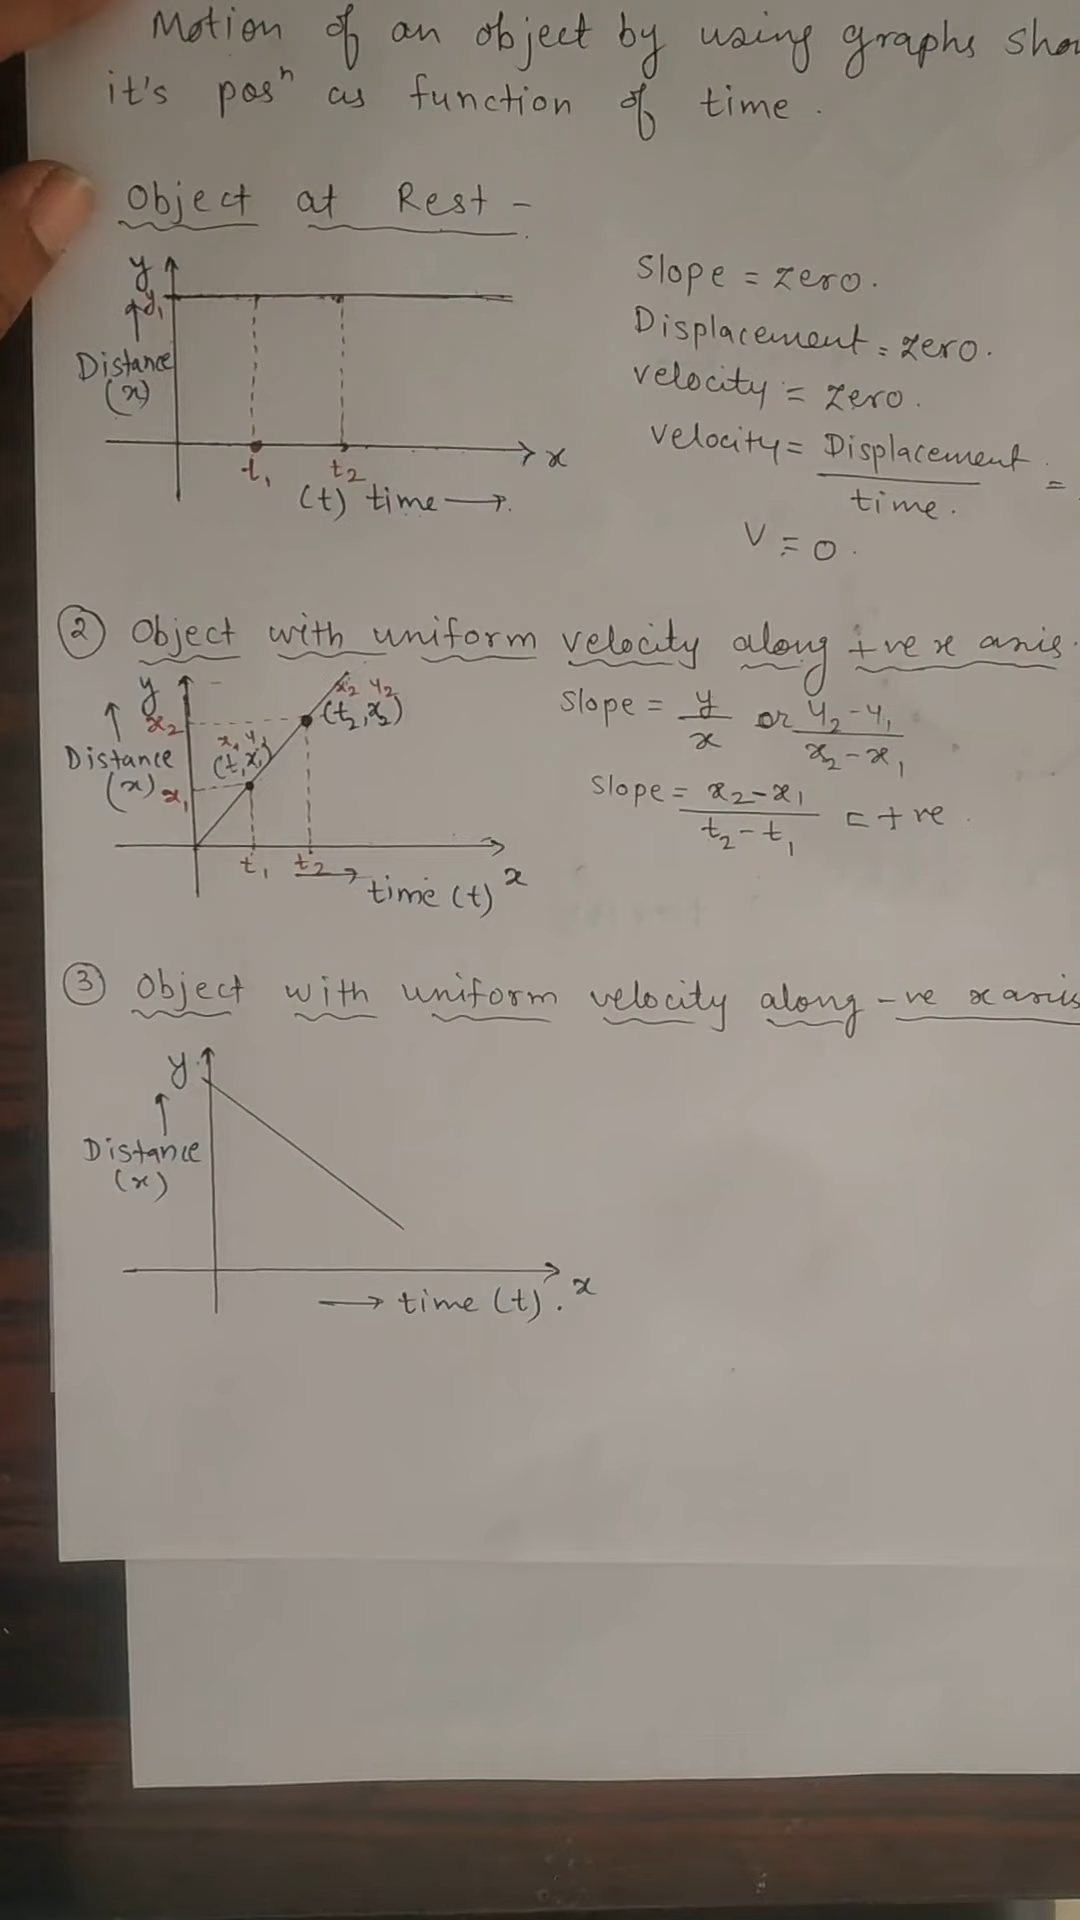 Motion of an object by using graphs
it's posⁿ as function of time.
Object at Rest -
y
y₁
Distance
(x)
t₁ t₂
x
(t) time →
Slope = zero.
Displacement = zero.
velocity = zero.
velocity = Displacement
time.
=
V = 0.
② Object with uniform velocity along +ve x axis.
y
x₂
Distance
(x) x₁
x₁ y₁
(t₁, x₁)
x₂ y₂
(t₂, x₂)
t₁ t₂
→ time (t) x
Slope = y/x or y₂-y₁/x₂-x₁
Slope = x₂-x₁/t₂-t₁ = +ve.
③ Object with uniform velocity along -ve x axis
y
Distance
(x)
→ time (t). x